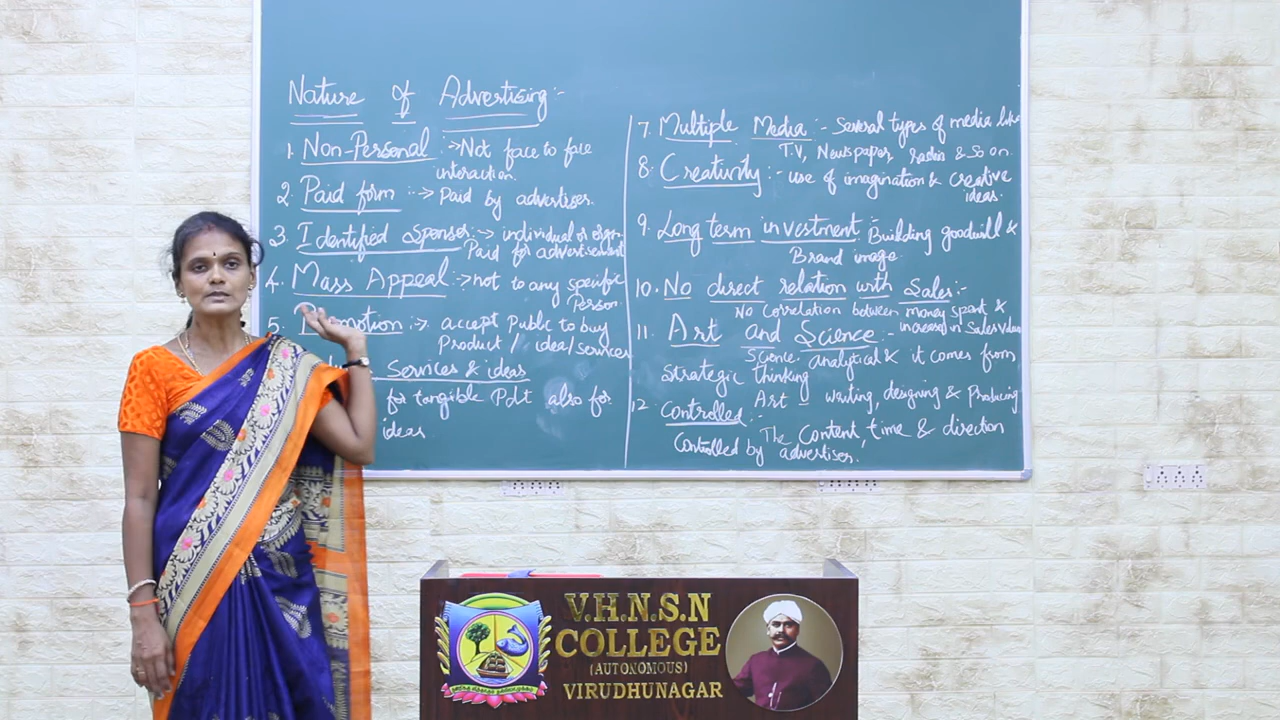 Nature of Advertising :-
1. Non-Personal :-> Not face to face
interaction.
2. Paid form :-> Paid by advertiser.
3. Identified Sponser :-> individual or organ
Paid for advertisement
4. Mass Appeal :-> not to any specific
Person
5. motion :-> accept Public to buy
Product / idea/services
Services & ideas
for tangible Pdt also for
ideas
7. Multiple Media :- Several types of media like
T.V, Newspaper, & So on.
8. Creativity :- use of imagination & creative
ideas.
9. Long term investment :- Building goodwill &
Brand image.
10. No direct relation with Sales :-
No Correlation between money spent &
increased in Sales
11. Art and Science :-
Science - analytical & it comes from
strategic thinking
Art - writing, designing & Producing
12. Controlled :-
The Content, time & direction
Controlled by advertiser.
V.H.N.S.N
COLLEGE
(AUTONOMOUS)
VIRUDHUNAGAR